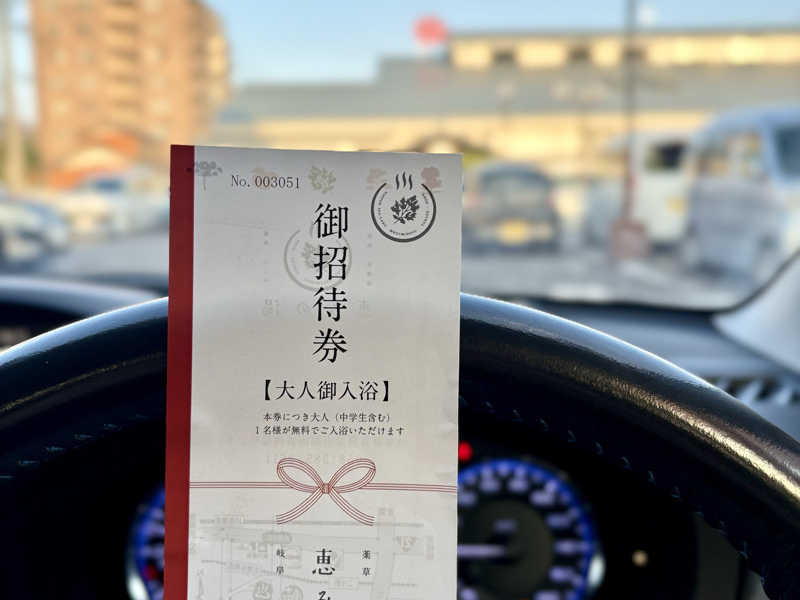 No. 003051
御招待券
【大人御入浴】
本券につき大人（中学生含む）
1名様が無料でご入浴いただけます
薬草
恵み
岐阜